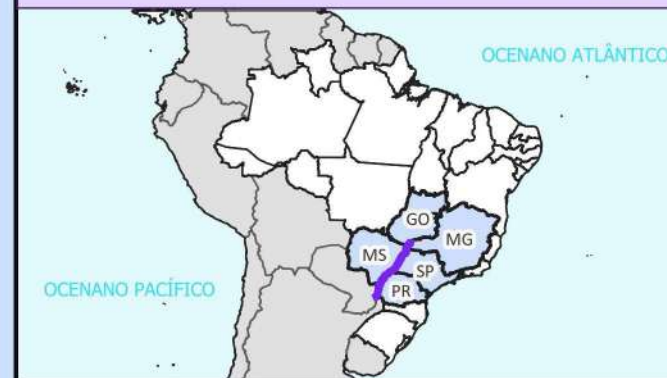 OCENANO ATLÂNTICO
GO
MG
MS
SP
OCENANO PACÍFICO
PR